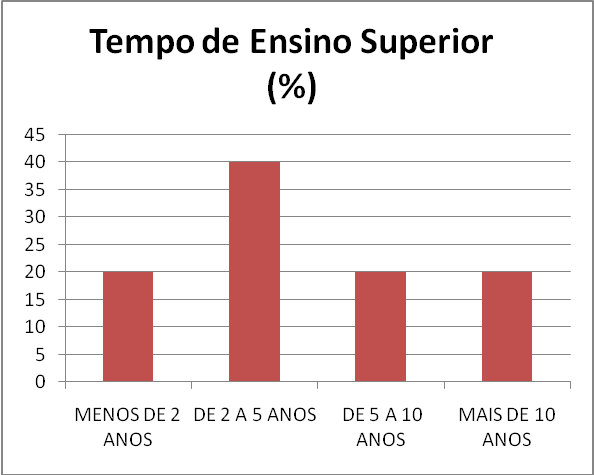 Tempo de Ensino Superior
(%)
45
40
35
30
25
20
15
10
5
0
MENOS DE 2
ANOS
DE 2 A 5 ANOS
DE 5 A 10
ANOS
MAIS DE 10
ANOS